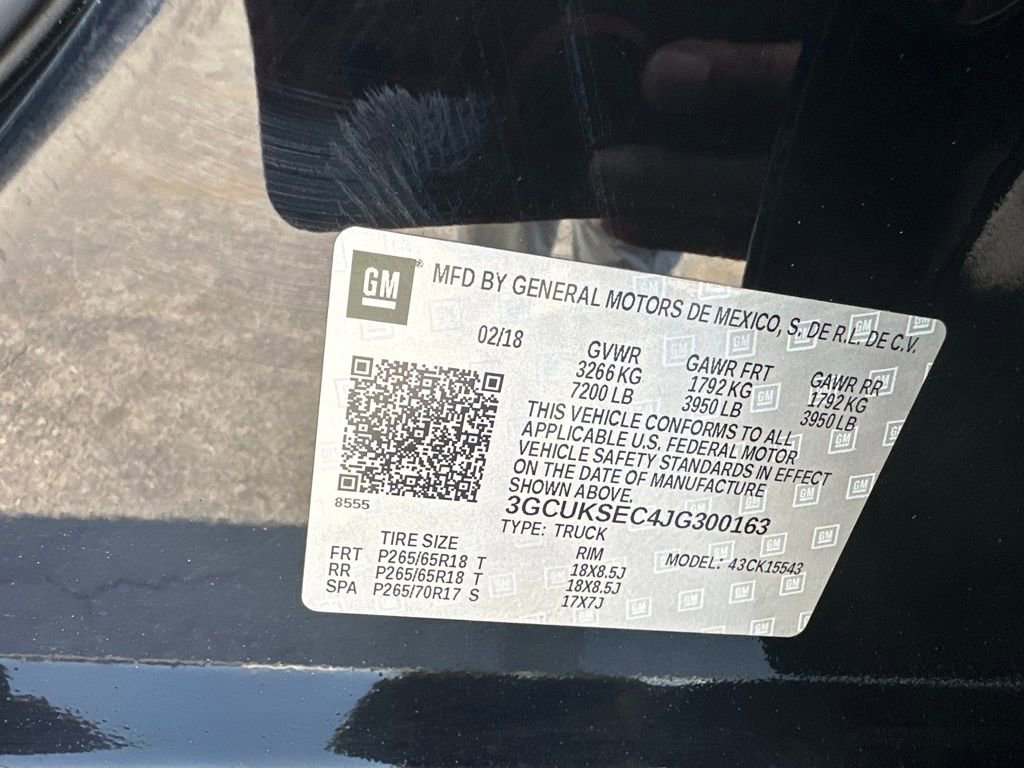 GM
MFD BY GENERAL MOTORS DE MEXICO, S. DE R.L. DE C.V.
02/18
GVWR GAWR FRT GAWR RR
3266 KG 1792 KG 1792 KG
7200 LB 3950 LB 3950 LB
THIS VEHICLE CONFORMS TO ALL
APPLICABLE U.S. FEDERAL MOTOR
VEHICLE SAFETY STANDARDS IN EFFECT
ON THE DATE OF MANUFACTURE
SHOWN ABOVE.
8555
3GCUKSEC4JG300163
TYPE: TRUCK
MODEL: 43CK15543
TIRE SIZE RIM
FRT P265/65R18 T 18X8.5J
RR P265/65R18 T 18X8.5J
SPA P265/70R17 S 17X7J